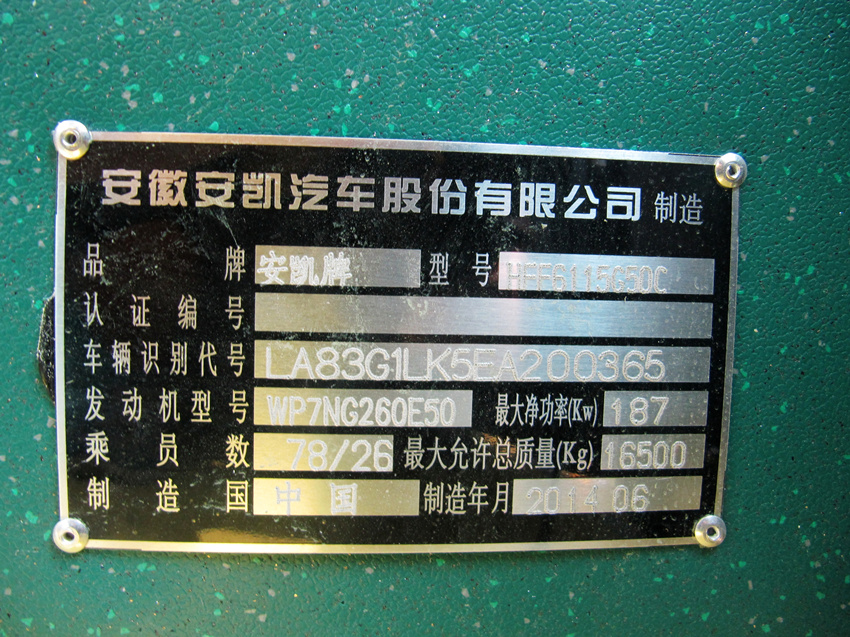 安徽安凯汽车股份有限公司 制造
品牌 安凯牌 型号 HFF6115G50C
认证编号
车辆识别代号 LA83G1LK5EA200365
发动机型号 WP7NG260E50 最大净功率(Kw) 187
乘员数 78/26 最大允许总质量(Kg) 16500
制造国 中国 制造年月 2014 06